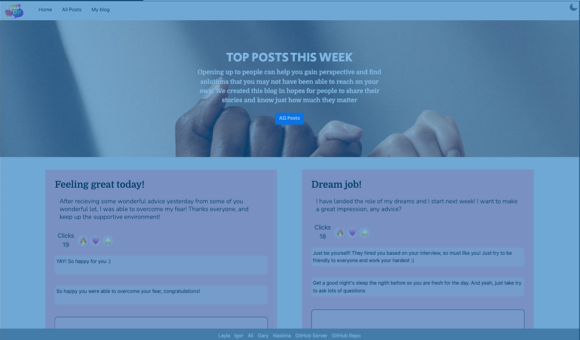 Home All Posts My blog
TOP POSTS THIS WEEK
Opening up to people can help you gain perspective and find
solutions that you may not have been able to reach on your
own. We created this blog in hopes for people to share their
stories and know just how much they matter
All Posts
Feeling great today!
After recieving some wonderful advice yesterday from some of you
wonderful lot, I was able to overcome my fear! Thanks everyone, and
keep up the supportive environment!
Clicks
19
YAY! So happy for you :)
So happy you were able to overcome your fear, congratulations!
Dream job!
I have landed the role of my dreams and I start next week! I want to make
a great impression, any advice?
Clicks
Just be yourself! They hired you based on your interview, so must like you! Just try to be
friendly to everyone and work your hardest :)
Get a good night's sleep the ngith before so you are fresh for the day. And yeah, just take try
to ask lots of questions
Layla Igor Gary GitHub Server GitHub Repo